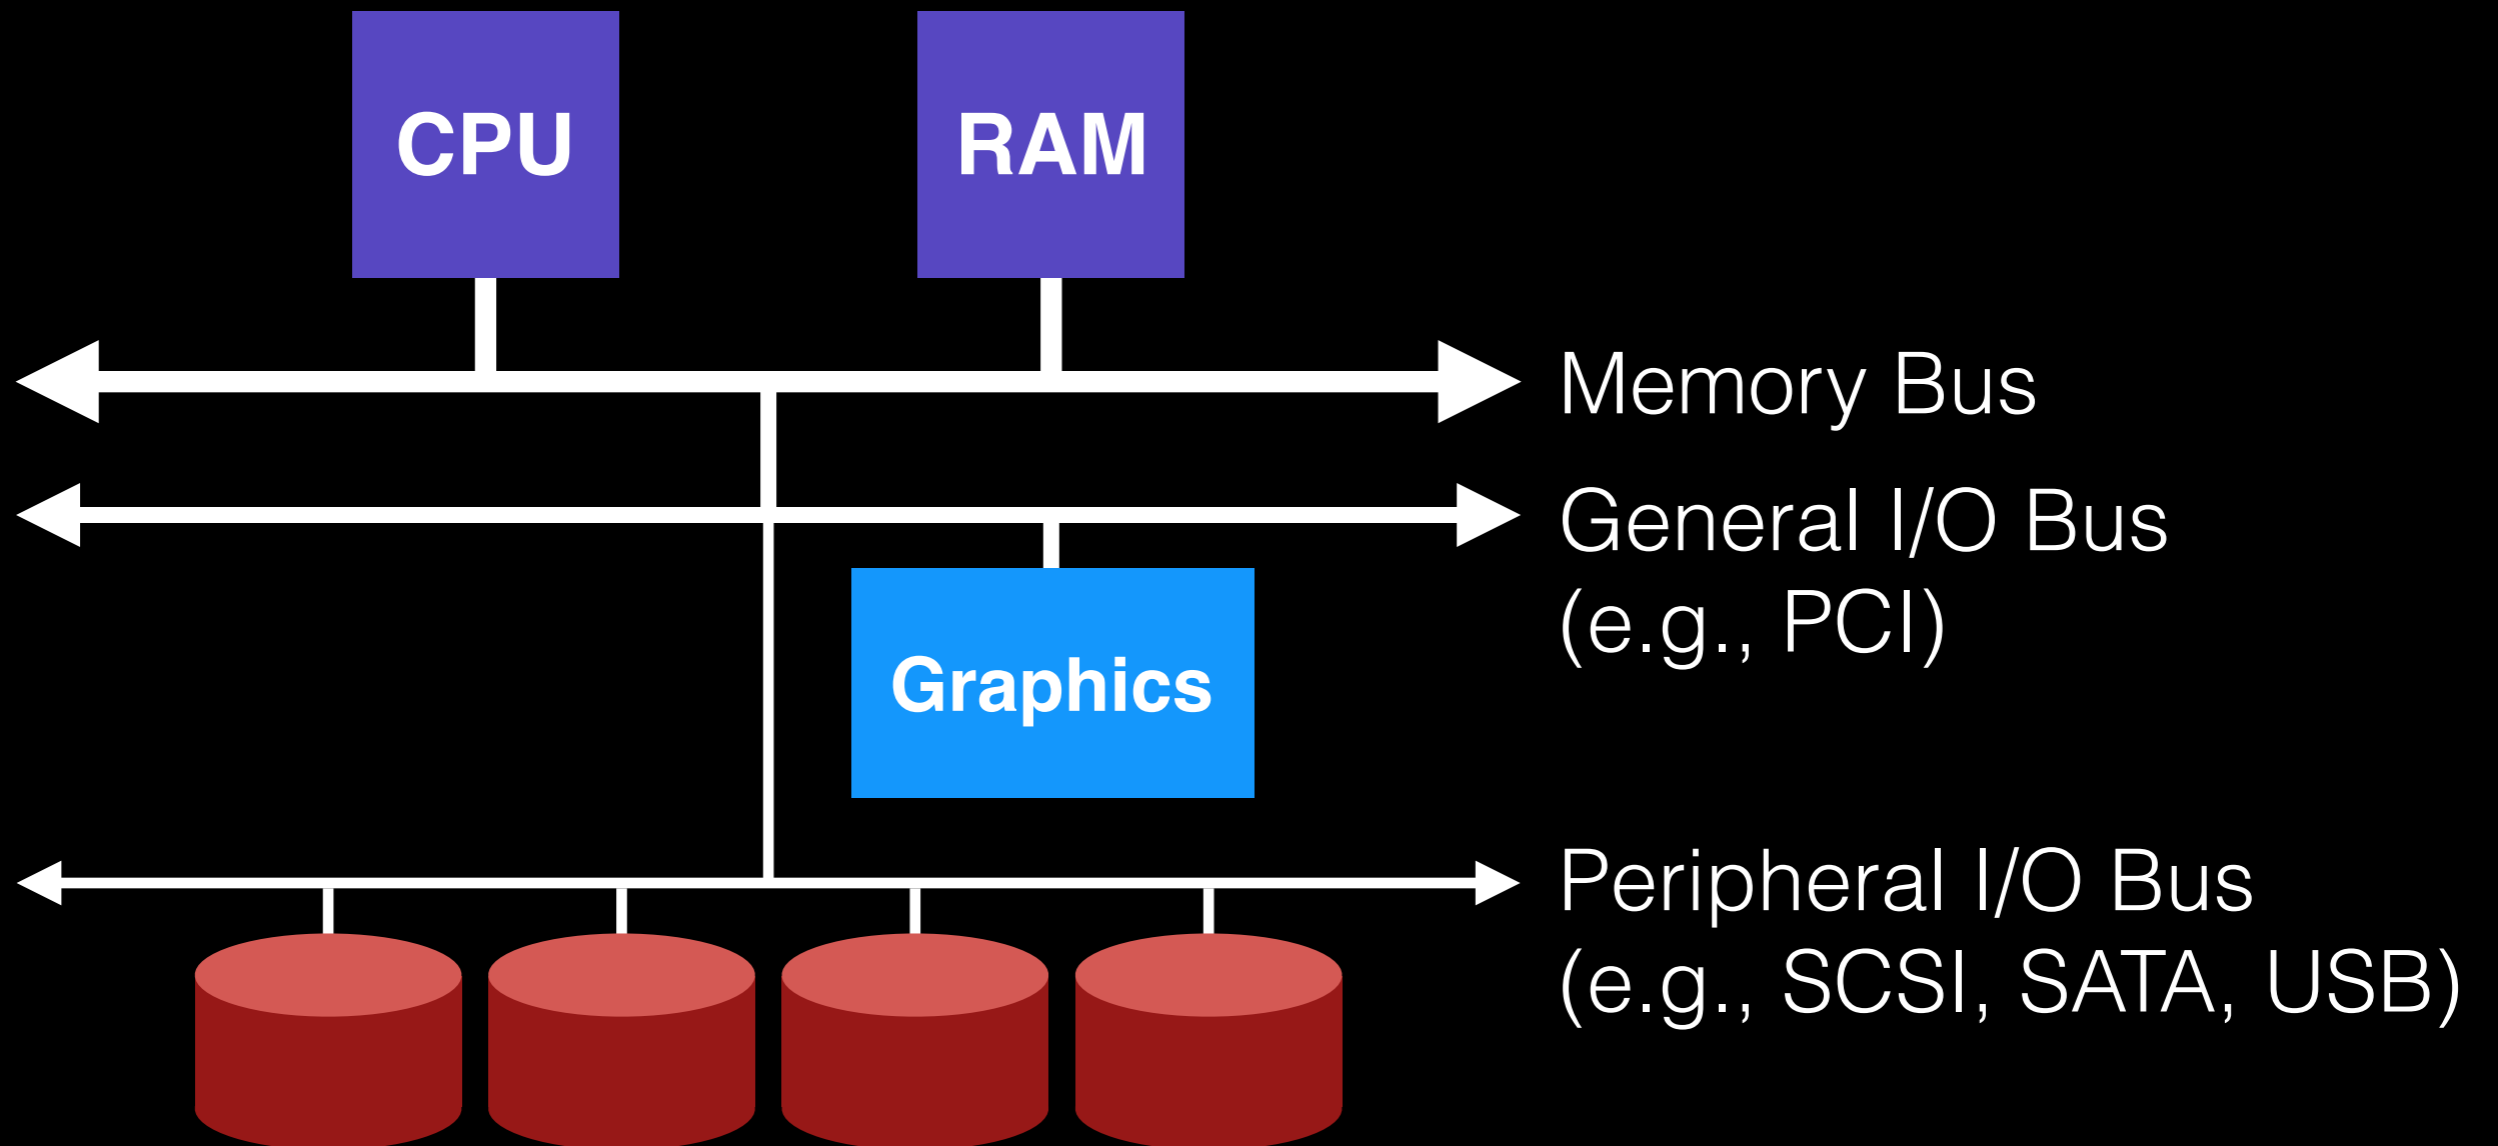 CPU
RAM
Memory Bus
General I/O Bus
(e.g., PCI)
Graphics
Peripheral I/O Bus
(e.g., SCSI, SATA, USB)